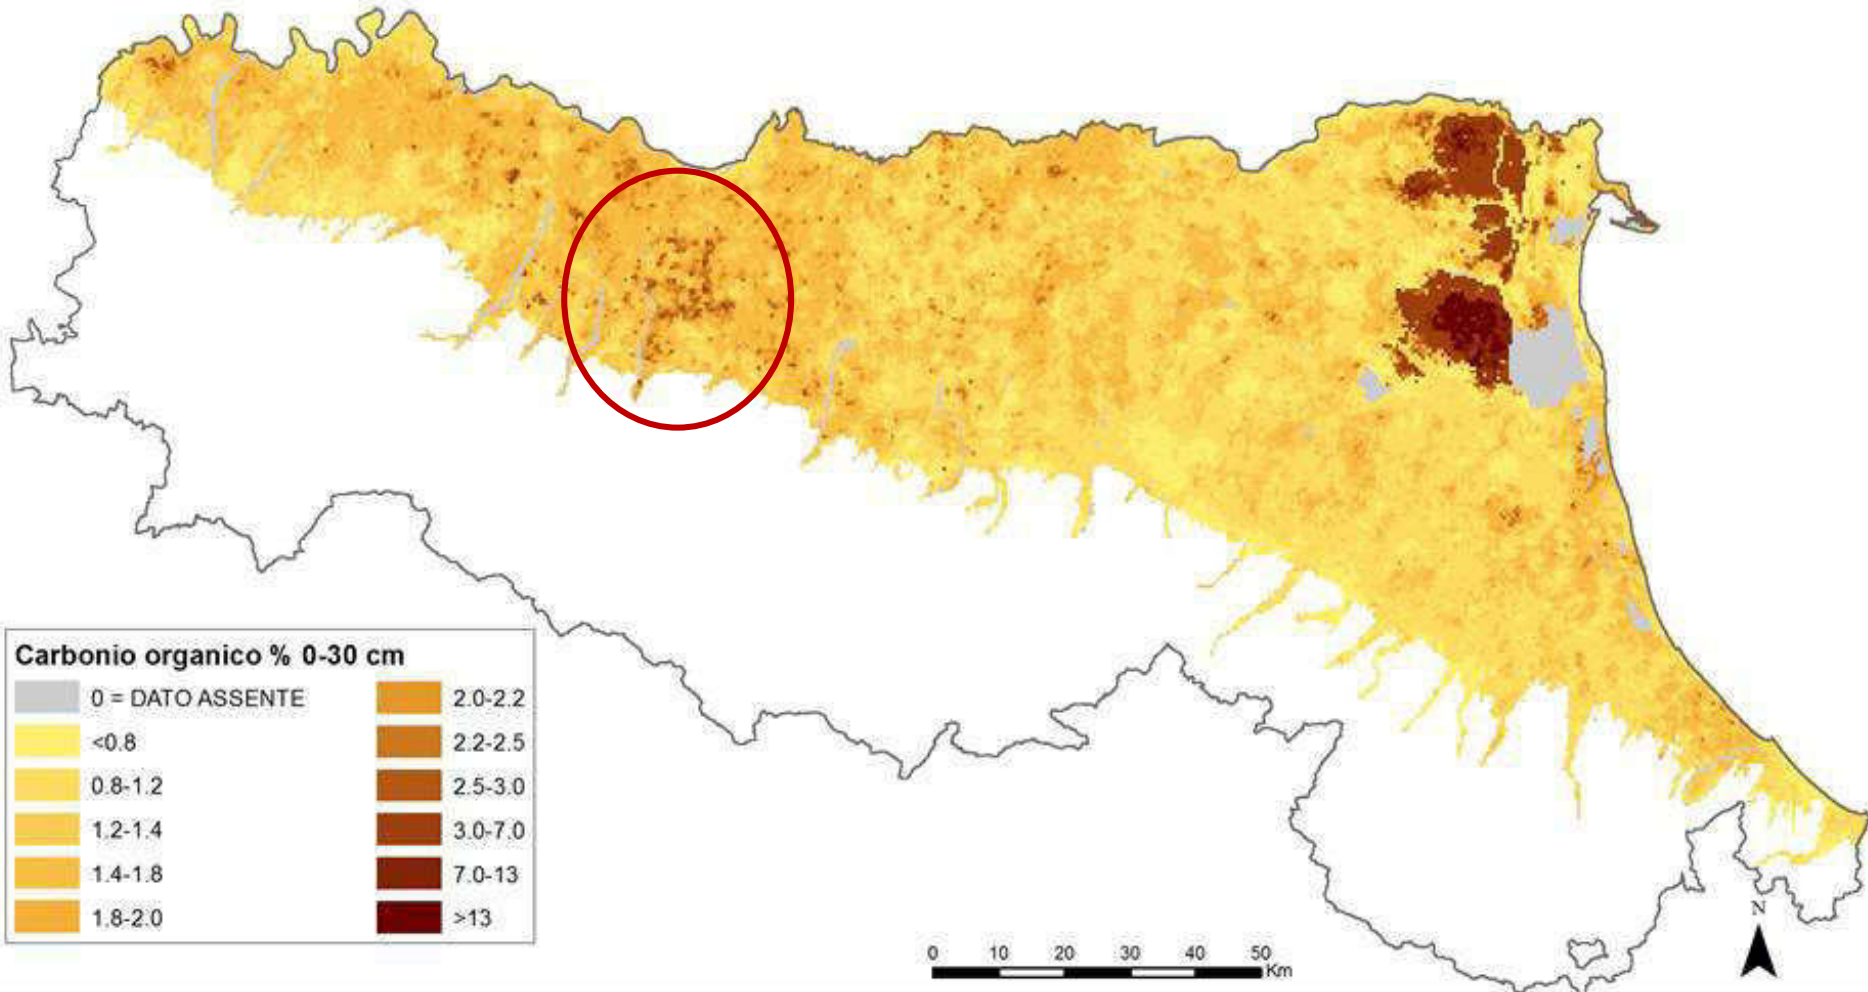 Carbonio organico % 0-30 cm
0 = DATO ASSENTE
<0.8
0.8-1.2
1.2-1.4
1.4-1.8
1.8-2.0
2.0-2.2
2.2-2.5
2.5-3.0
3.0-7.0
7.0-13
>13
0 10 20 30 40 50
Km
N